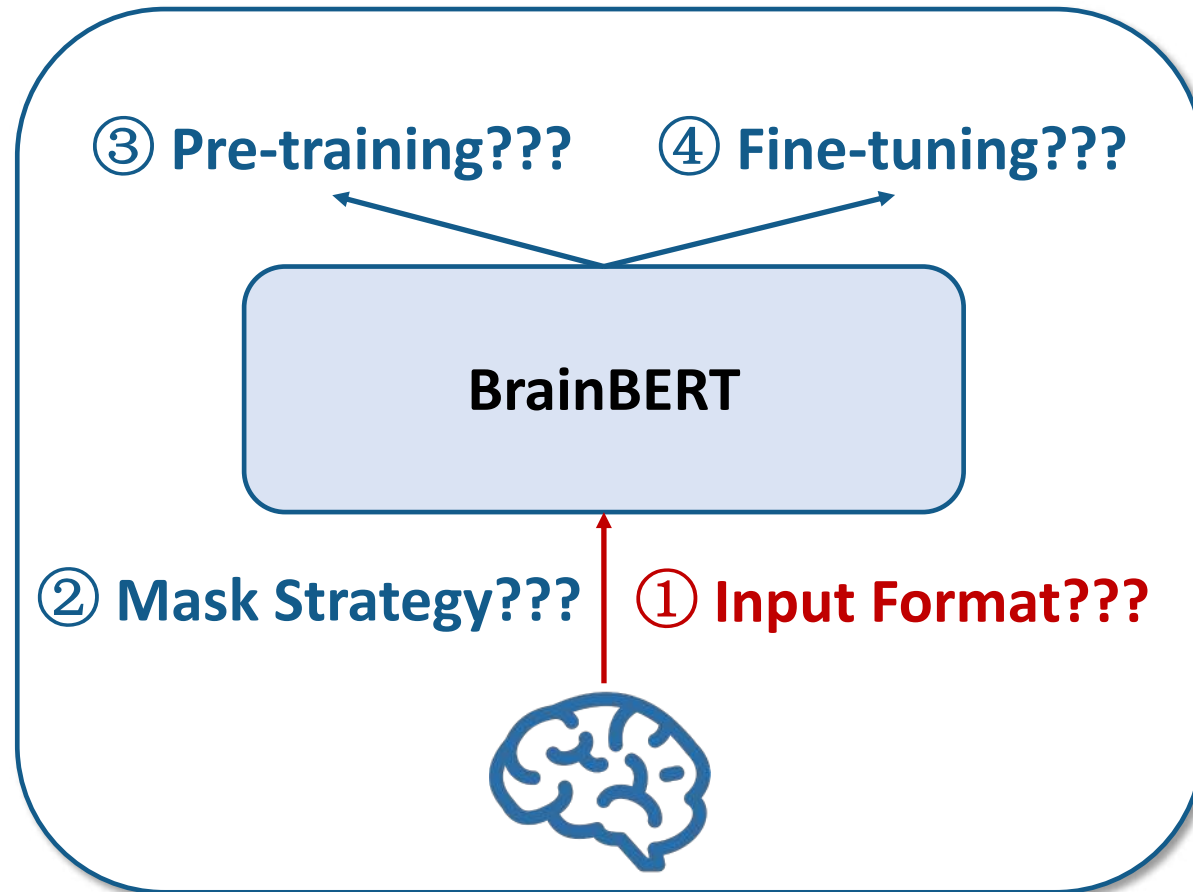 ③ Pre-training???
④ Fine-tuning???
BrainBERT
② Mask Strategy???
① Input Format???